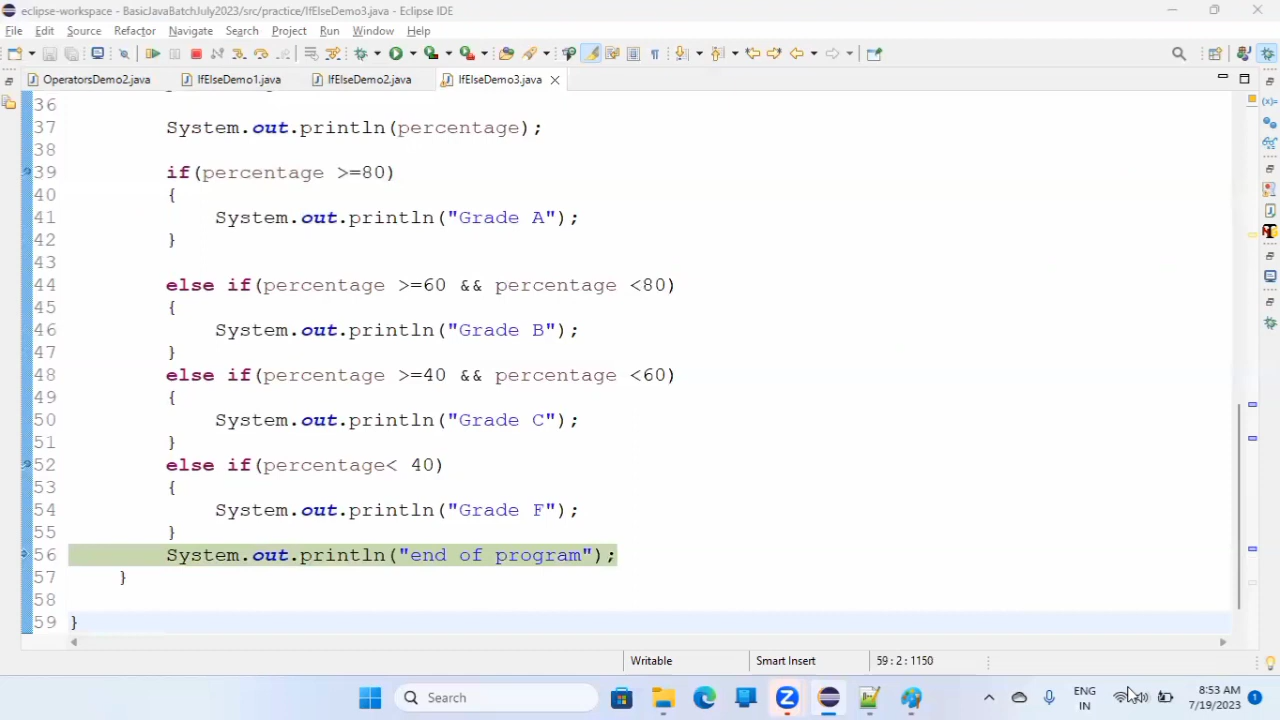 eclipse-workspace - BasicJavaBatchJuly2023/src/practice/IfElseDemo3.java - Eclipse IDE
File Edit Source Refactor Navigate Search Project Run Window Help
OperatorsDemo2.java IfElseDemo1.java IfElseDemo2.java IfElseDemo3.java
36
37 System.out.println(percentage);
38
39 if(percentage >=80)
40 {
41 System.out.println("Grade A");
42 }
43
44 else if(percentage >=60 && percentage <80)
45 {
46 System.out.println("Grade B");
47 }
48 else if(percentage >=40 && percentage <60)
49 {
50 System.out.println("Grade C");
51 }
52 else if(percentage< 40)
53 {
54 System.out.println("Grade F");
55 }
56 System.out.println("end of program");
57 }
58
59 }
Writable Smart Insert 59 : 2 : 1150
Search
ENG
IN
8:53 AM
7/19/2023
1